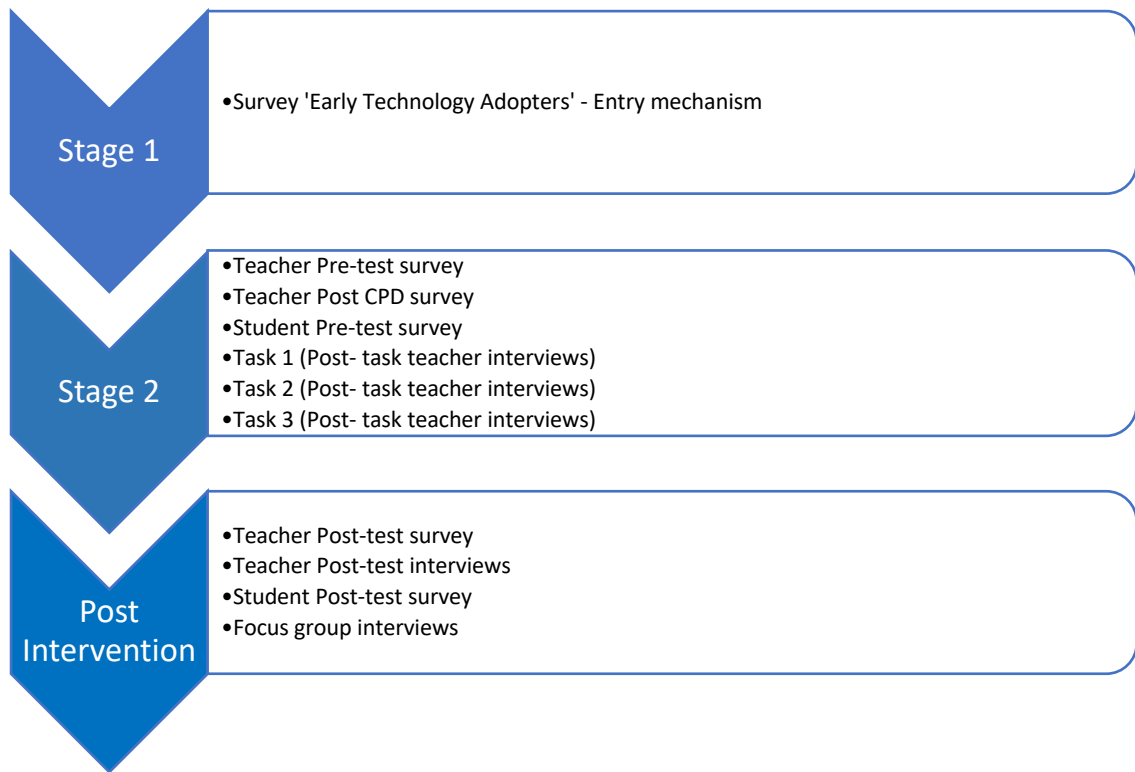 Stage 1
•Survey 'Early Technology Adopters' - Entry mechanism
Stage 2
•Teacher Pre-test survey
•Teacher Post CPD survey
•Student Pre-test survey
•Task 1 (Post- task teacher interviews)
•Task 2 (Post- task teacher interviews)
•Task 3 (Post- task teacher interviews)
Post
Intervention
•Teacher Post-test survey
•Teacher Post-test interviews
•Student Post-test survey
•Focus group interviews